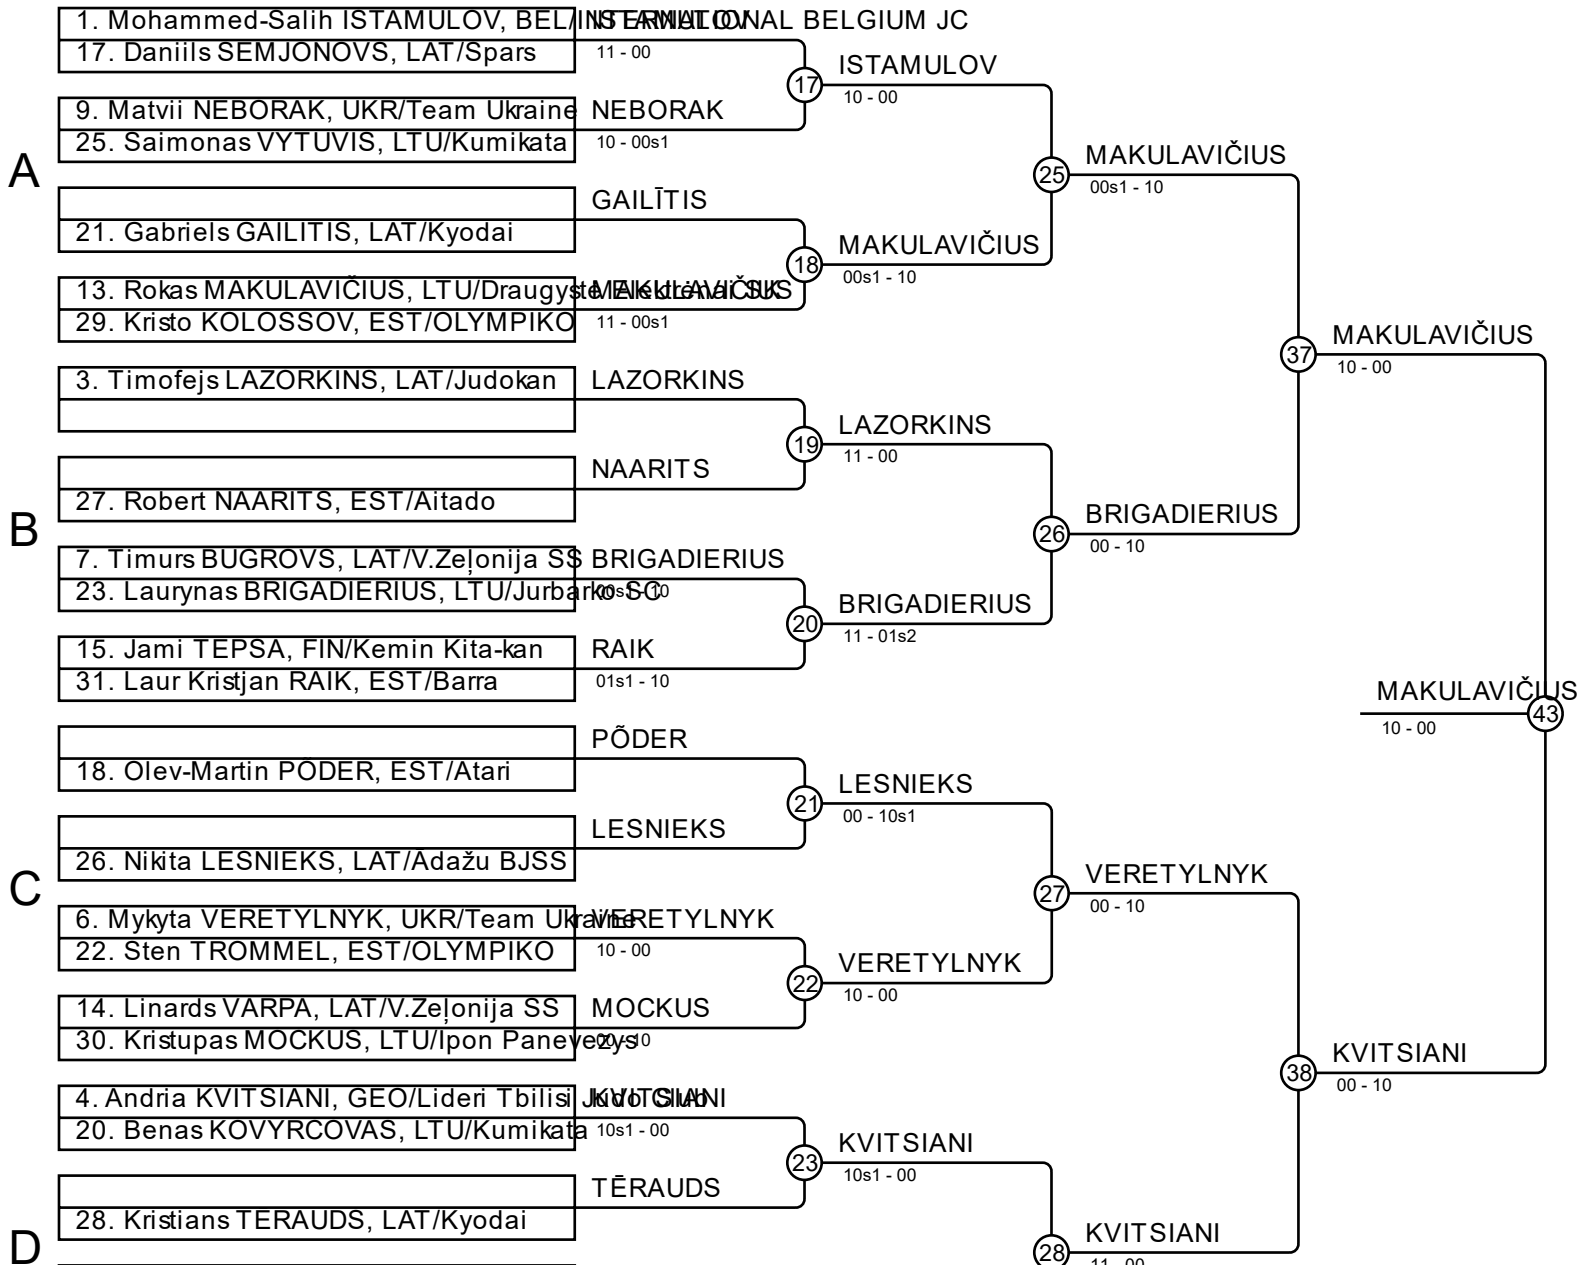 1. Mohammed-Salih ISTAMULOV, BEL/INTERNATIONAL BELGIUM JC
ISTAMULOV
17. Daniils SEMJONOVS, LAT/Spars
11 - 00
17
ISTAMULOV
10 - 00
9. Matvii NEBORAK, UKR/Team Ukraine
NEBORAK
25. Saimonas VYTUVIS, LTU/Kumikata
10 - 00s1
A
25
MAKULAVIČIUS
00s1 - 10
GAILĪTIS
21. Gabriels GAILITIS, LAT/Kyodai
18
MAKULAVIČIUS
00s1 - 10
13. Rokas MAKULAVIČIUS, LTU/Draugystė Elektrėnai SK
MAKULAVIČIUS
29. Kristo KOLOSSOV, EST/OLYMPIKO
11 - 00s1
37
MAKULAVIČIUS
10 - 00
3. Timofejs LAZORKINS, LAT/Judokan
LAZORKINS
19
LAZORKINS
11 - 00
NAARITS
27. Robert NAARITS, EST/Aitado
B
26
BRIGADIERIUS
00 - 10
7. Timurs BUGROVS, LAT/V.Zeļonija SS
BRIGADIERIUS
23. Laurynas BRIGADIERIUS, LTU/Jurbarko SC
00s1 - 10
20
BRIGADIERIUS
11 - 01s2
15. Jami TEPSA, FIN/Kemin Kita-kan
RAIK
31. Laur Kristjan RAIK, EST/Barra
01s1 - 10
MAKULAVIČIUS
43
10 - 00
PÕDER
18. Olev-Martin PODER, EST/Atari
21
LESNIEKS
00 - 10s1
LESNIEKS
26. Nikita LESNIEKS, LAT/Adažu BJSS
C
27
VERETYLNYK
00 - 10
6. Mykyta VERETYLNYK, UKR/Team Ukraine
VERETYLNYK
22. Sten TROMMEL, EST/OLYMPIKO
10 - 00
22
VERETYLNYK
10 - 00
14. Linards VARPA, LAT/V.Zeļonija SS
MOCKUS
30. Kristupas MOCKUS, LTU/Ipon Panevezys
00 - 10
38
KVITSIANI
00 - 10
4. Andria KVITSIANI, GEO/Lideri Tbilisi Judo Club
KVITSIANI
20. Benas KOVYRCOVAS, LTU/Kumikata
10s1 - 00
23
KVITSIANI
10s1 - 00
TĒRAUDS
28. Kristians TERAUDS, LAT/Kyodai
D
28
KVITSIANI
11 - 00